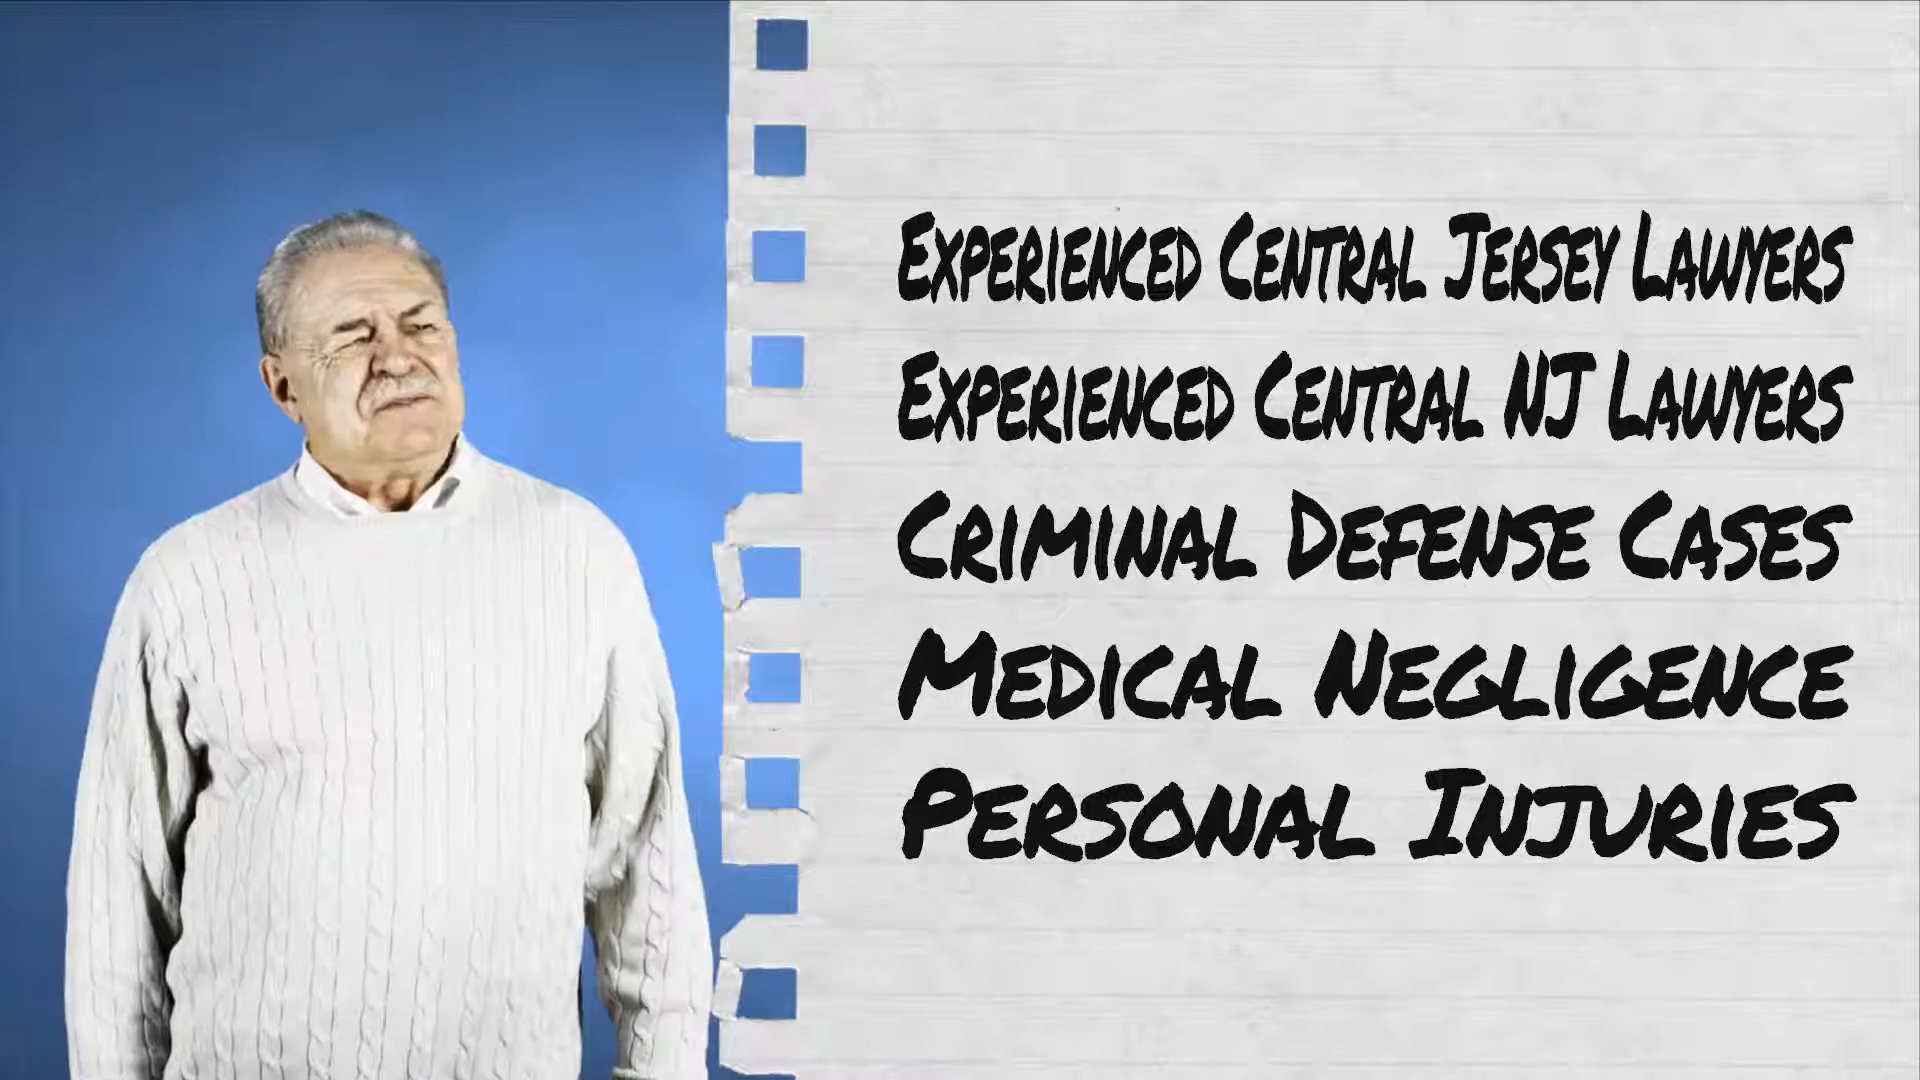 Experienced Central Jersey Lawyers
Experienced Central NJ Lawyers
Criminal Defense Cases
Medical Negligence
Personal Injuries